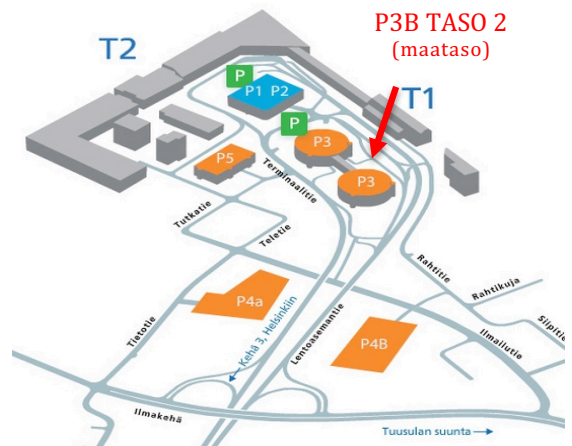 P3B TASO 2
(maataso)
T2
T1
P
P1 P2
P
P3
P5
P3
Terminaalitie
Tutkatie
Teletie
Rahtitie
Rahtikuja
Siipitie
P4a
Tietotie
Kehä 3, Helsinkiin
Lentoasemantie
P4B
Ilmailutie
Ilmakehä
Tuusulan suunta